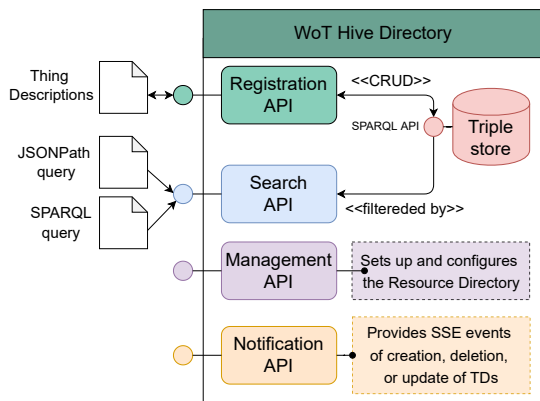 WoT Hive Directory
Thing
Descriptions
Registration
API
<<CRUD>>
SPARQL API
Triple
store
JSONPath
query
SPARQL
query
Search
API
<<filtereded by>>
Management
API
Sets up and configures
the Resource Directory
Notification
API
Provides SSE events
of creation, deletion,
or update of TDs